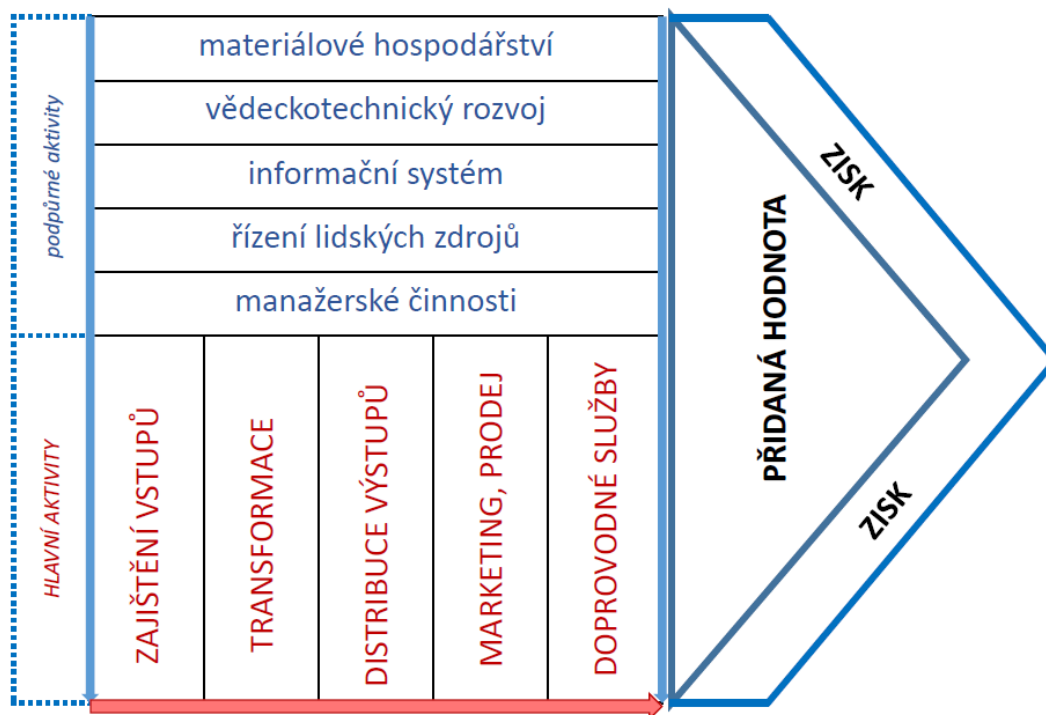 podpůrné aktivity
materiálové hospodářství
vědeckotechnický rozvoj
informační systém
řízení lidských zdrojů
manažerské činnosti
HLAVNÍ AKTIVITY
ZAJIŠTĚNÍ VSTUPŮ
TRANSFORMACE
DISTRIBUCE VÝSTUPŮ
MARKETING, PRODEJ
DOPROVODNÉ SLUŽBY
PŘIDANÁ HODNOTA
ZISK
ZISK